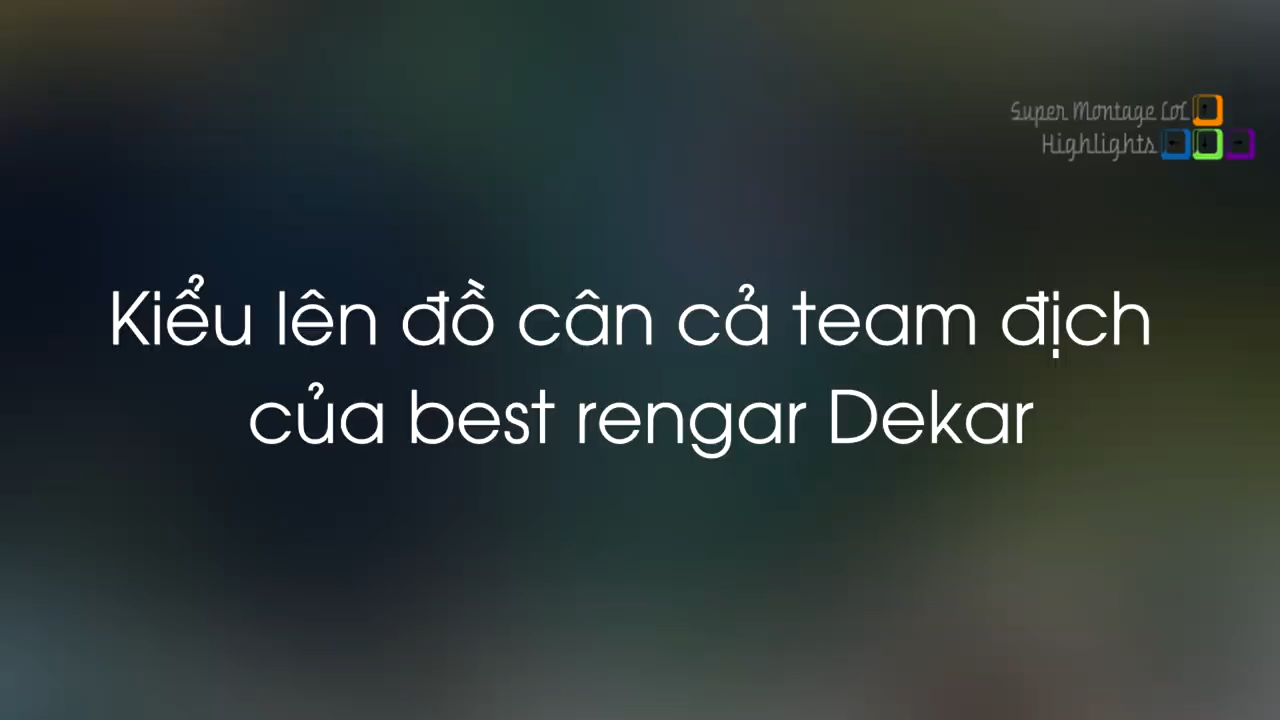 Super Montage LoL
Highlights
Kiểu lên đồ cân cả team địch
của best rengar Dekar